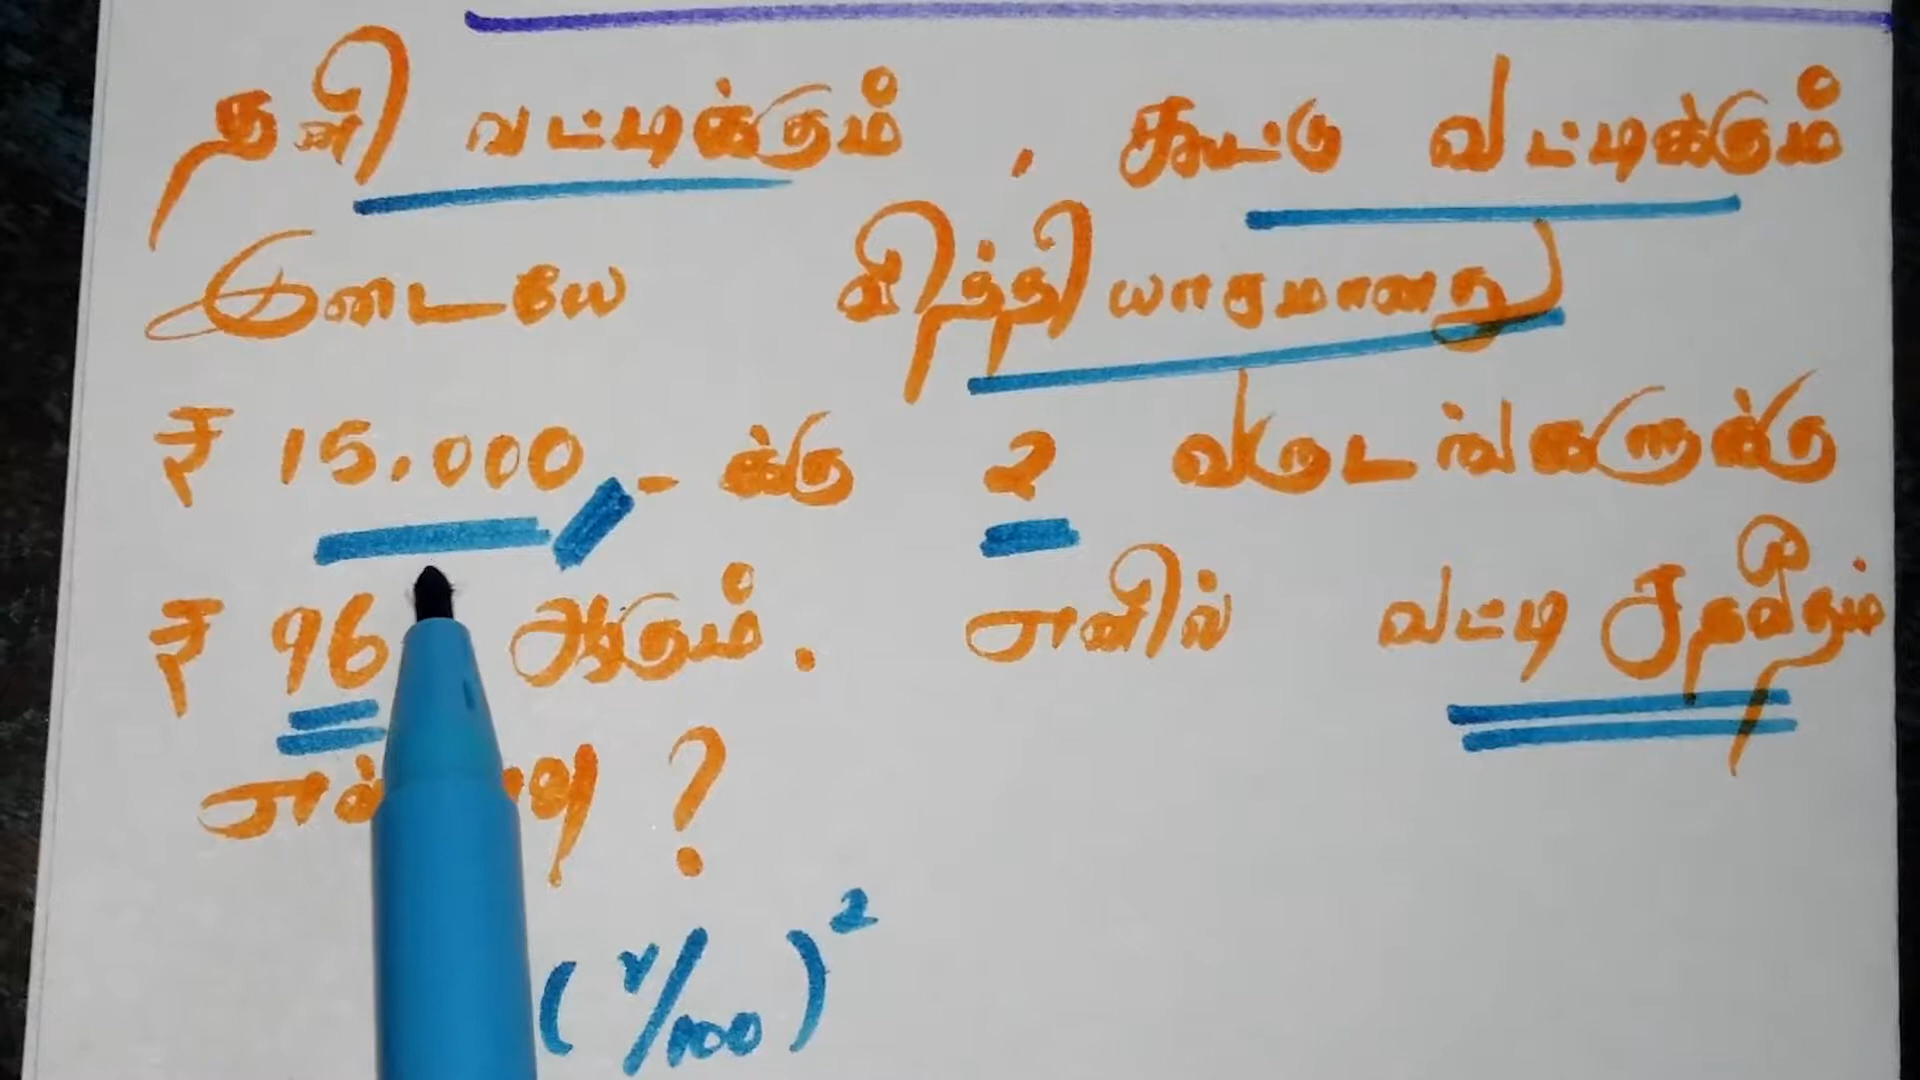 தனி வட்டிக்கும் , கூட்டு வட்டிக்கும்
இடையே வித்தியாசமானது
₹ 15,000 - க்கு 2 வருடங்களுக்கு
₹ 96 ஆகும். எனில் வட்டி சதவீதம்
?
(r/100)²